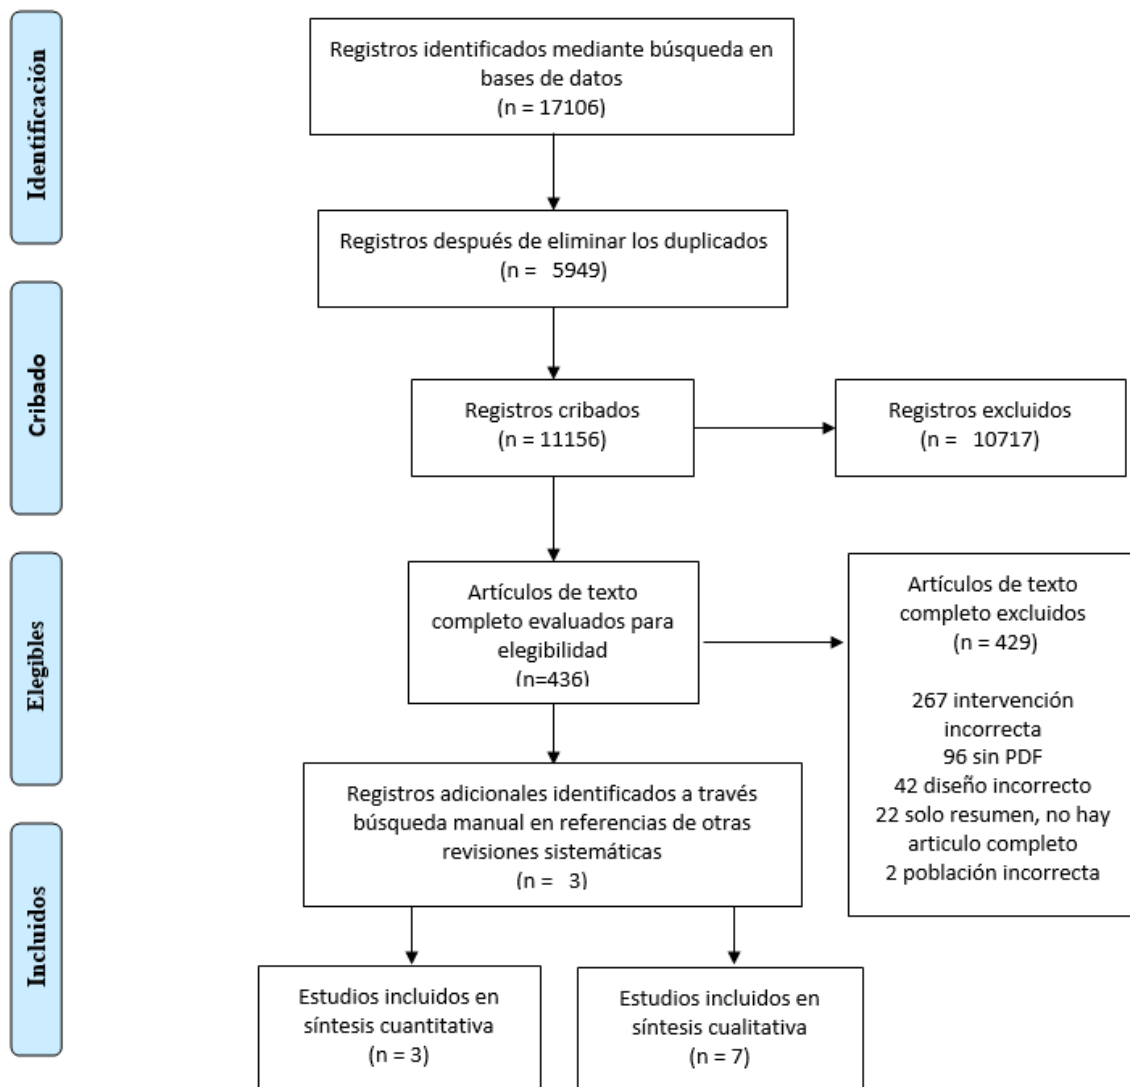 Identificación
Registros identificados mediante búsqueda en
bases de datos
(n = 17106)
Registros después de eliminar los duplicados
(n = 5949)
Cribado
Registros cribados
(n = 11156)
Registros excluidos
(n = 10717)
Elegibles
Artículos de texto
completo evaluados para
elegibilidad
(n=436)
Artículos de texto
completo excluidos
(n = 429)
267 intervención
incorrecta
96 sin PDF
42 diseño incorrecto
22 solo resumen, no hay
articulo completo
2 población incorrecta
Registros adicionales identificados a través
búsqueda manual en referencias de otras
revisiones sistemáticas
(n = 3)
Incluidos
Estudios incluidos en
síntesis cuantitativa
(n = 3)
Estudios incluidos en
síntesis cualitativa
(n = 7)